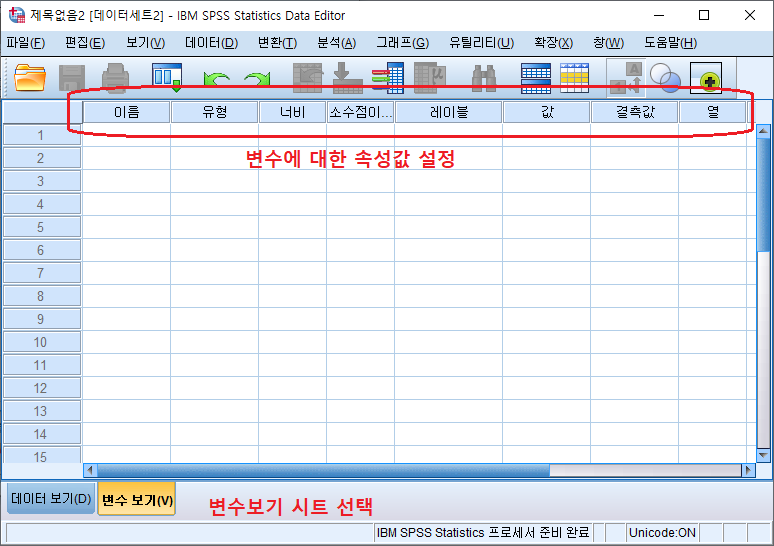 제목없음2 [데이터세트2] - IBM SPSS Statistics Data Editor
파일(F) 편집(E) 보기(V) 데이터(D) 변환(T) 분석(A) 그래프(G) 유틸리티(U) 확장(X) 창(W) 도움말(H)
이름 유형 너비 소수점이... 레이블 값 결측값 열
1
변수에 대한 속성값 설정
2
3
4
5
6
7
8
9
10
11
12
13
14
15
데이터 보기(D) 변수 보기(V) 변수보기 시트 선택
IBM SPSS Statistics 프로세서 준비 완료 Unicode:ON